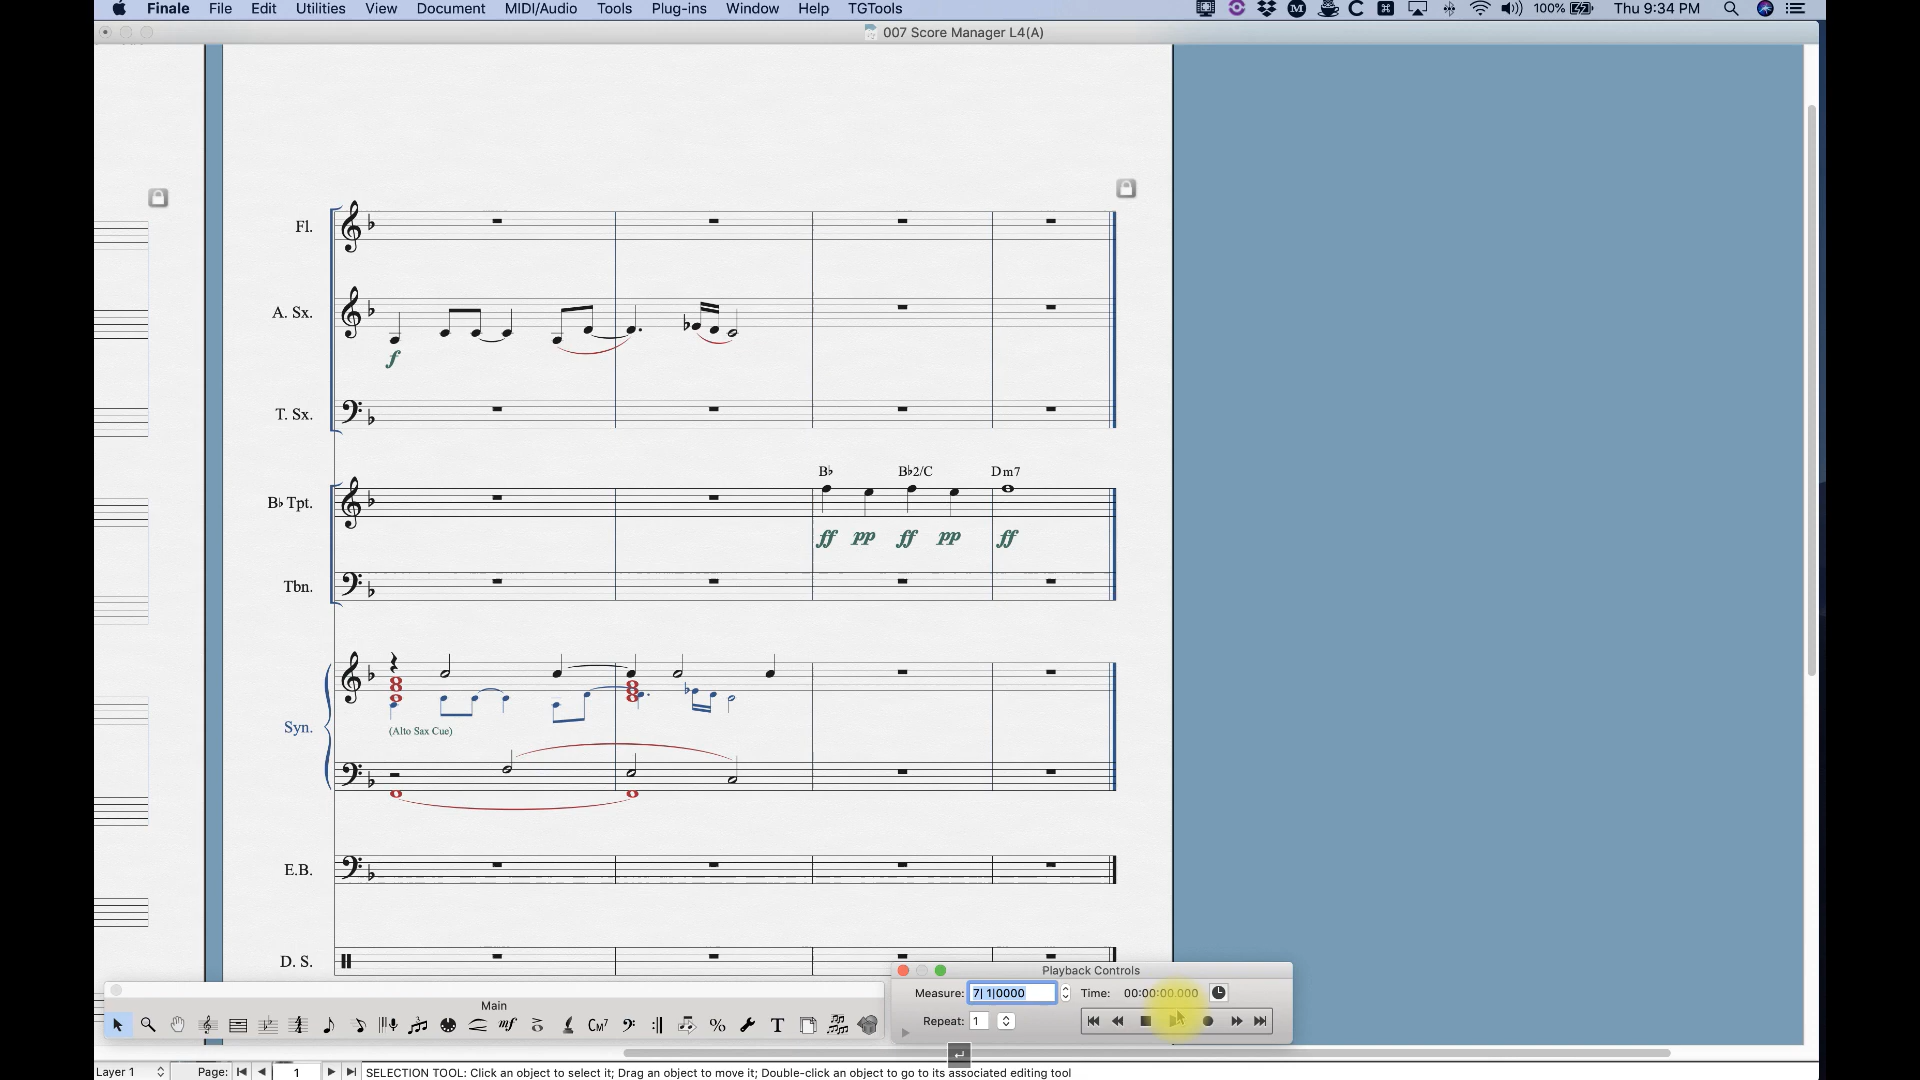 Finale File Edit Utilities View Document MIDI/Audio Tools Plug-ins Window Help TGTools 100% Thu 9:34 PM
007 Score Manager L4(A)
Fl.
A. Sx.
f
T. Sx.
B♭ B♭2/C Dm7
B♭ Tpt.
ff pp ff pp ff
Tbn.
Syn.
(Alto Sax Cue)
E.B.
D. S.
Playback Controls
Measure: 7| 1|0000 Time: 00:00:00.000
Main
Repeat: 1
mf CM7 %  T
Layer 1 Page: 1 SELECTION TOOL: Click an object to select it; Drag an object to move it; Double-click an object to go to its associated editing tool